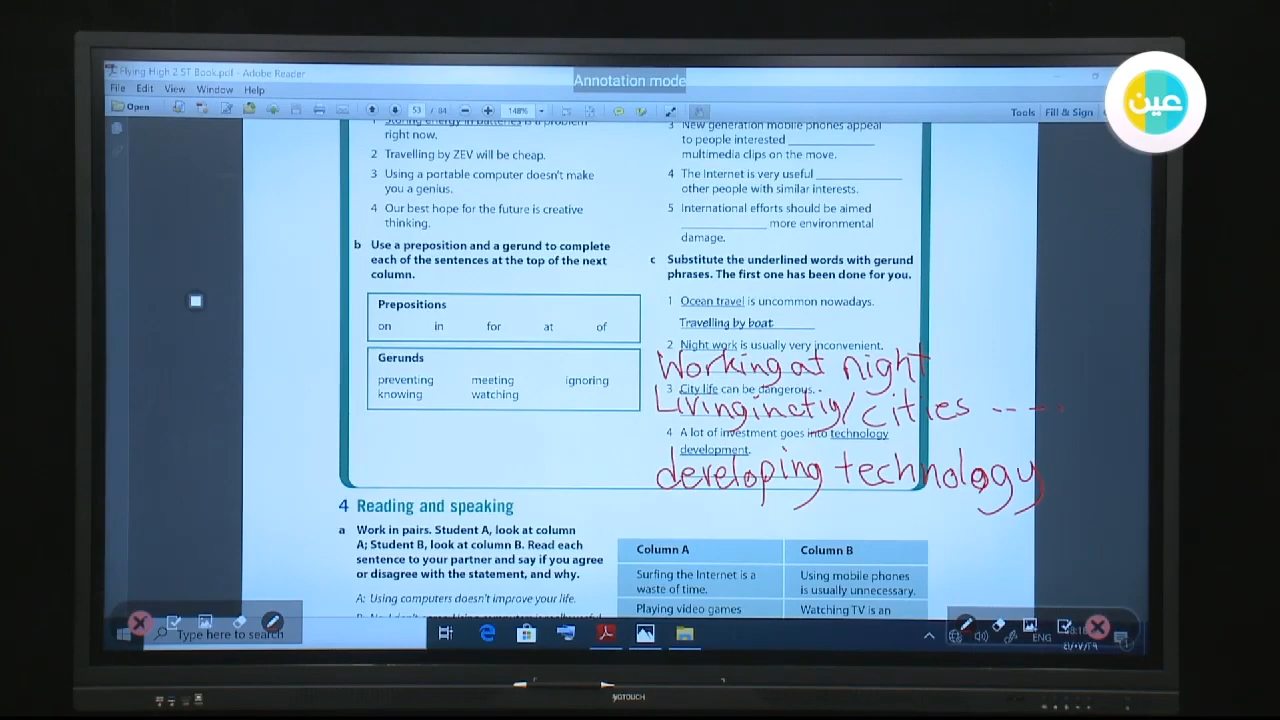 Flying High 2 ST Book.pdf - Adobe Reader
Annotation mode
عين
File Edit View Window Help
Open
53 / 84
148%
Tools Fill & Sign
1 Storing energy in batteries is a problem
right now.
2 Travelling by ZEV will be cheap.
3 Using a portable computer doesn't make
you a genius.
4 Our best hope for the future is creative
thinking.
b Use a preposition and a gerund to complete
each of the sentences at the top of the next
column.
Prepositions
on in for at of
Gerunds
preventing meeting ignoring
knowing watching
3 New generation mobile phones appeal
to people interested ____________
multimedia clips on the move.
4 The Internet is very useful ____________
other people with similar interests.
5 International efforts should be aimed
____________ more environmental
damage.
c Substitute the underlined words with gerund
phrases. The first one has been done for you.
1 Ocean travel is uncommon nowadays.
Travelling by boat
2 Night work is usually very inconvenient.
Working at night
3 City life can be dangerous.
Living in city/ cities -----
4 A lot of investment goes into technology
development.
developing technology
4 Reading and speaking
a Work in pairs. Student A, look at column
A; Student B, look at column B. Read each
sentence to your partner and say if you agree
or disagree with the statement, and why.
A: Using computers doesn't improve your life.
Column A Column B
Surfing the Internet is a
waste of time.
Using mobile phones
is usually unnecessary.
Playing video games
Watching TV is an
Type here to search
ENG